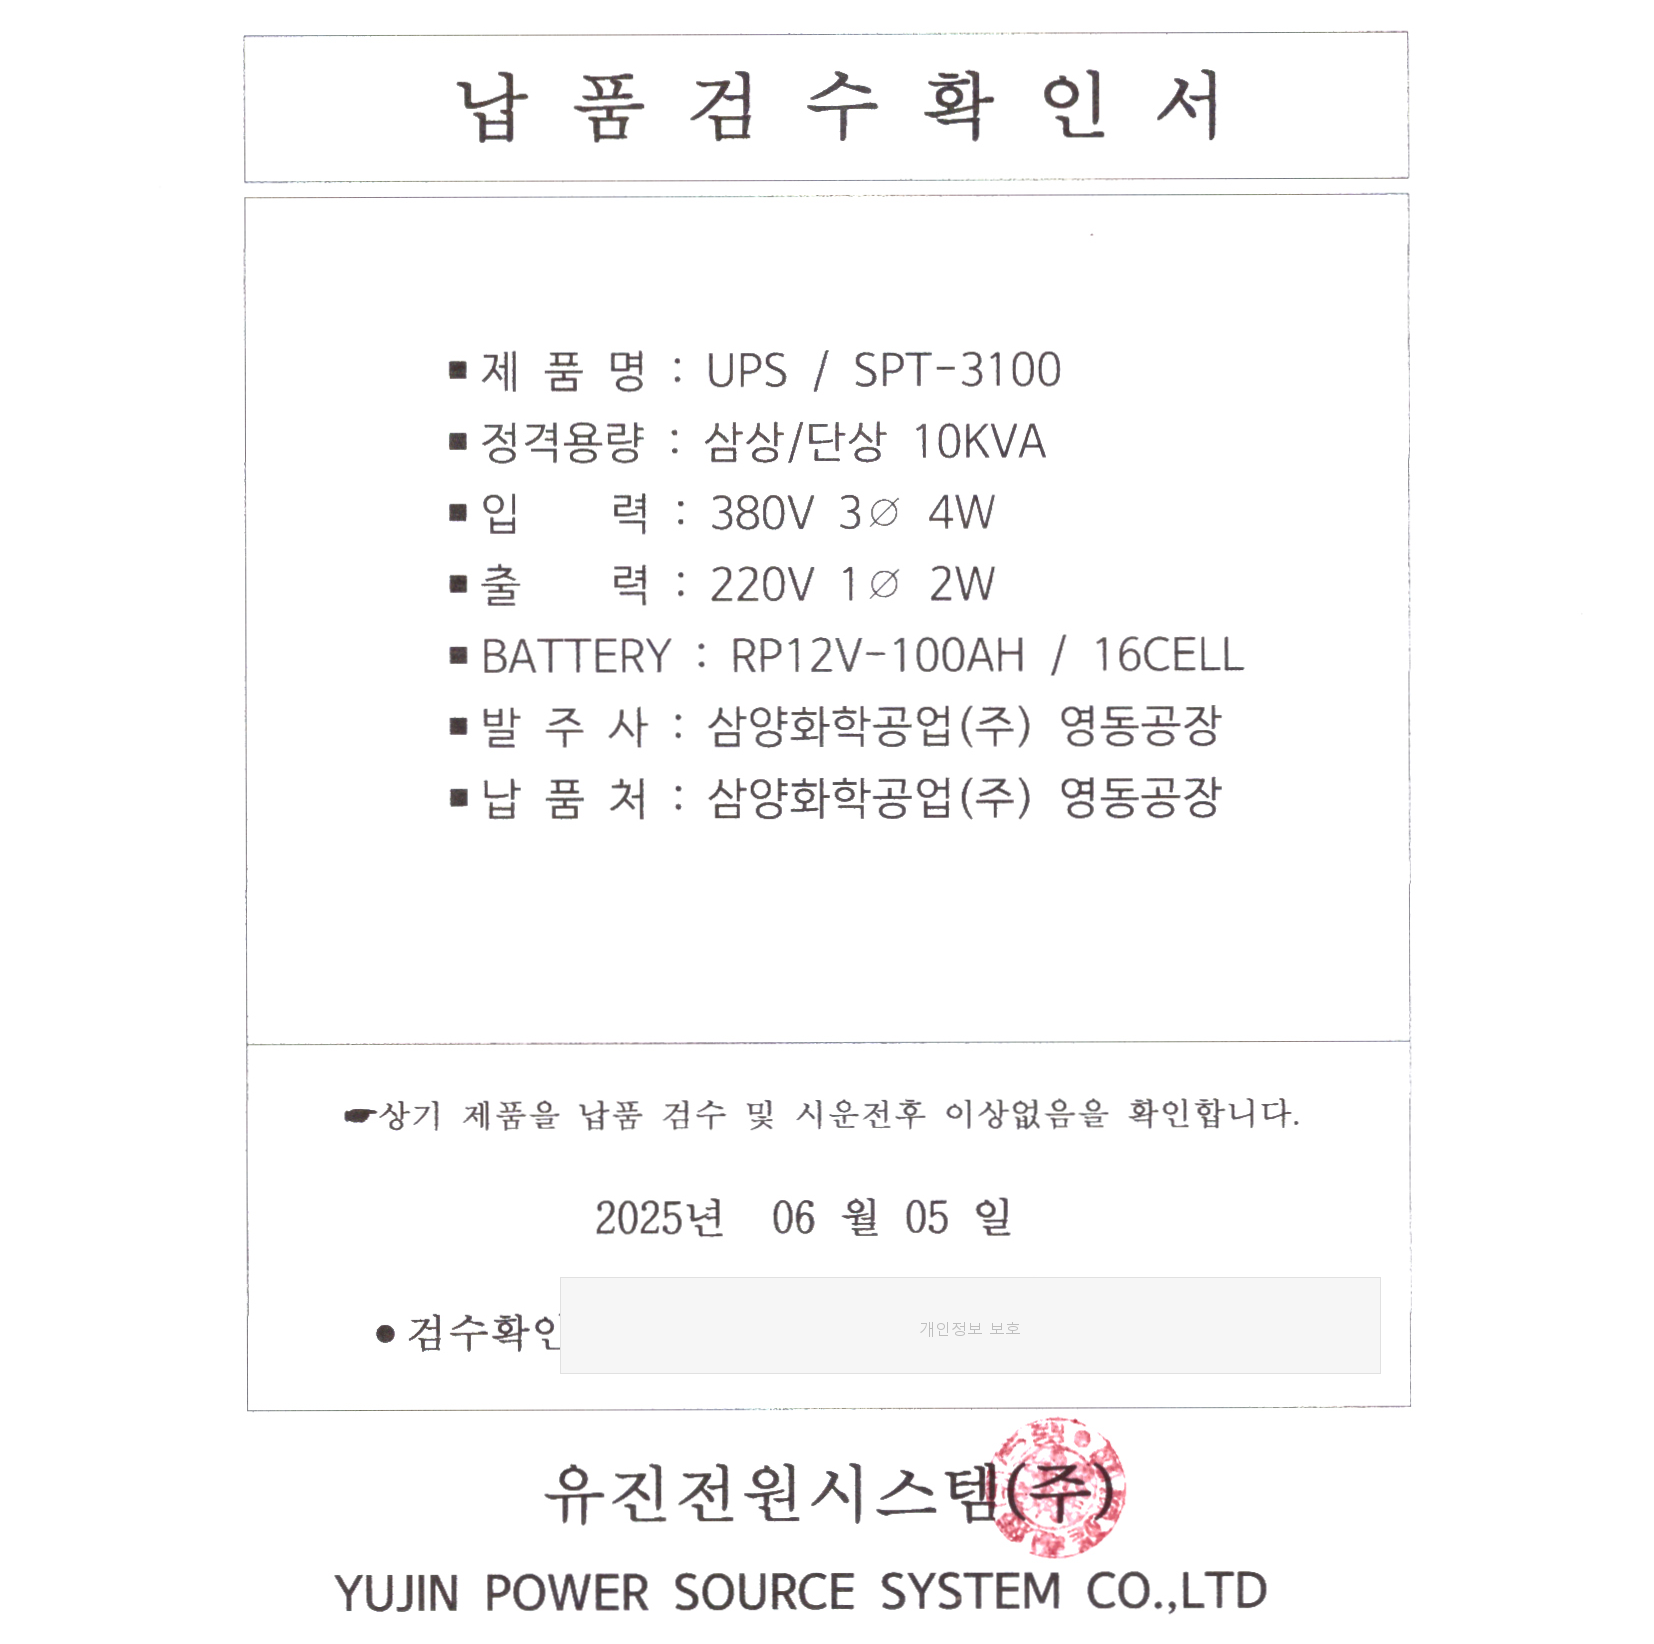 납 품 검 수 확 인 서
■ 제 품 명 : UPS / SPT-3100
■ 정격용량 : 삼상/단상 10KVA
■ 입 력 : 380V 3∅ 4W
■ 출 력 : 220V 1∅ 2W
■ BATTERY : RP12V-100AH / 16CELL
■ 발 주 사 : 삼양화학공업(주) 영동공장
■ 납 품 처 : 삼양화학공업(주) 영동공장
☛상기 제품을 납품 검수 및 시운전후 이상없음을 확인합니다.
2025년 06 월 05 일
● 검수확인
개인정보 보호
유진전원시스템(주)
YUJIN POWER SOURCE SYSTEM CO.,LTD